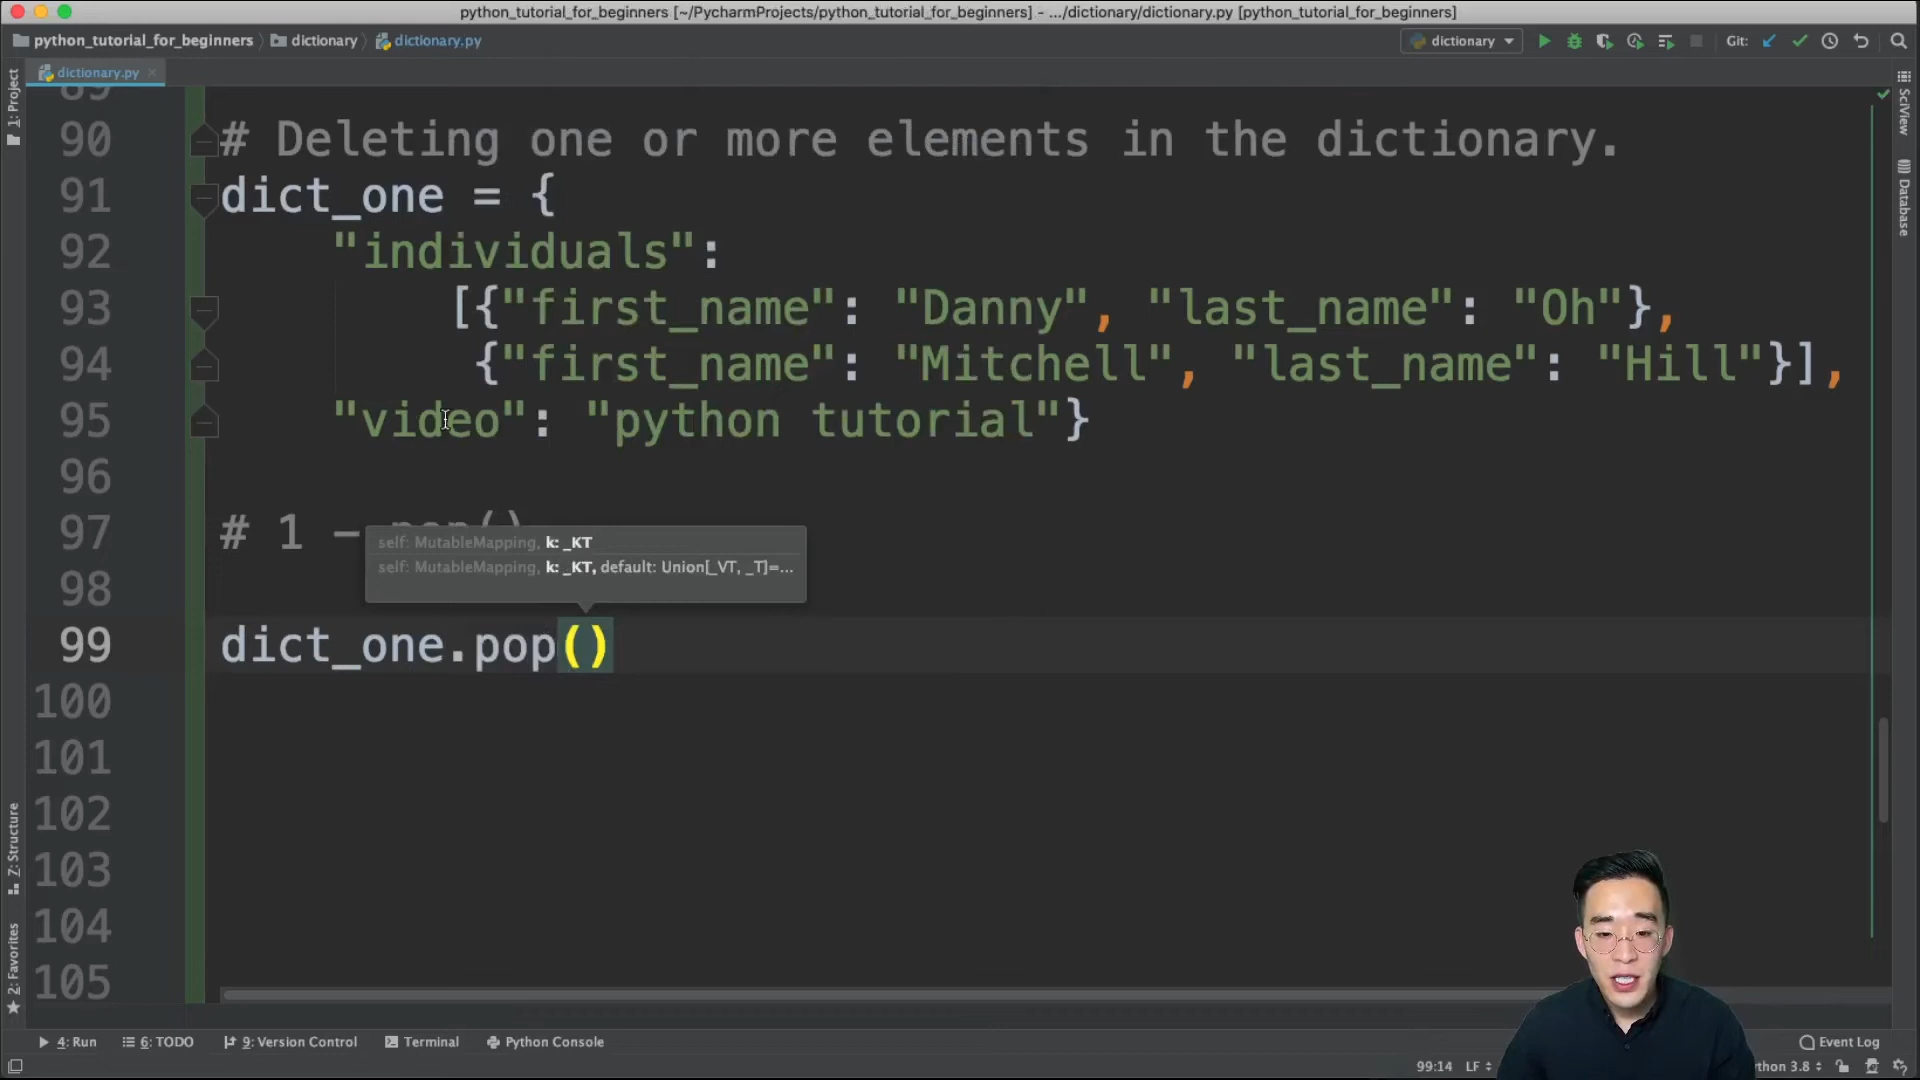 python_tutorial_for_beginners [~/PycharmProjects/python_tutorial_for_beginners] - .../dictionary/dictionary.py [python_tutorial_for_beginners]
python_tutorial_for_beginners dictionary dictionary.py dictionary Git:
dictionary.py
1: Project
SciView
Database
89
90 # Deleting one or more elements in the dictionary.
91 dict_one = {
92 "individuals":
93 [{"first_name": "Danny", "last_name": "Oh"},
94 {"first_name": "Mitchell", "last_name": "Hill"}],
95 "video": "python tutorial"}
96
97 # 1 - pop()
self: MutableMapping, k: _KT
self: MutableMapping, k: _KT, default: Union[_VT, _T]=...
98
99 dict_one.pop()
100
101
102
103
104
105
Z: Structure
2: Favorites
4: Run 6: TODO 9: Version Control Terminal Python Console Event Log
99:14 LF thon 3.8